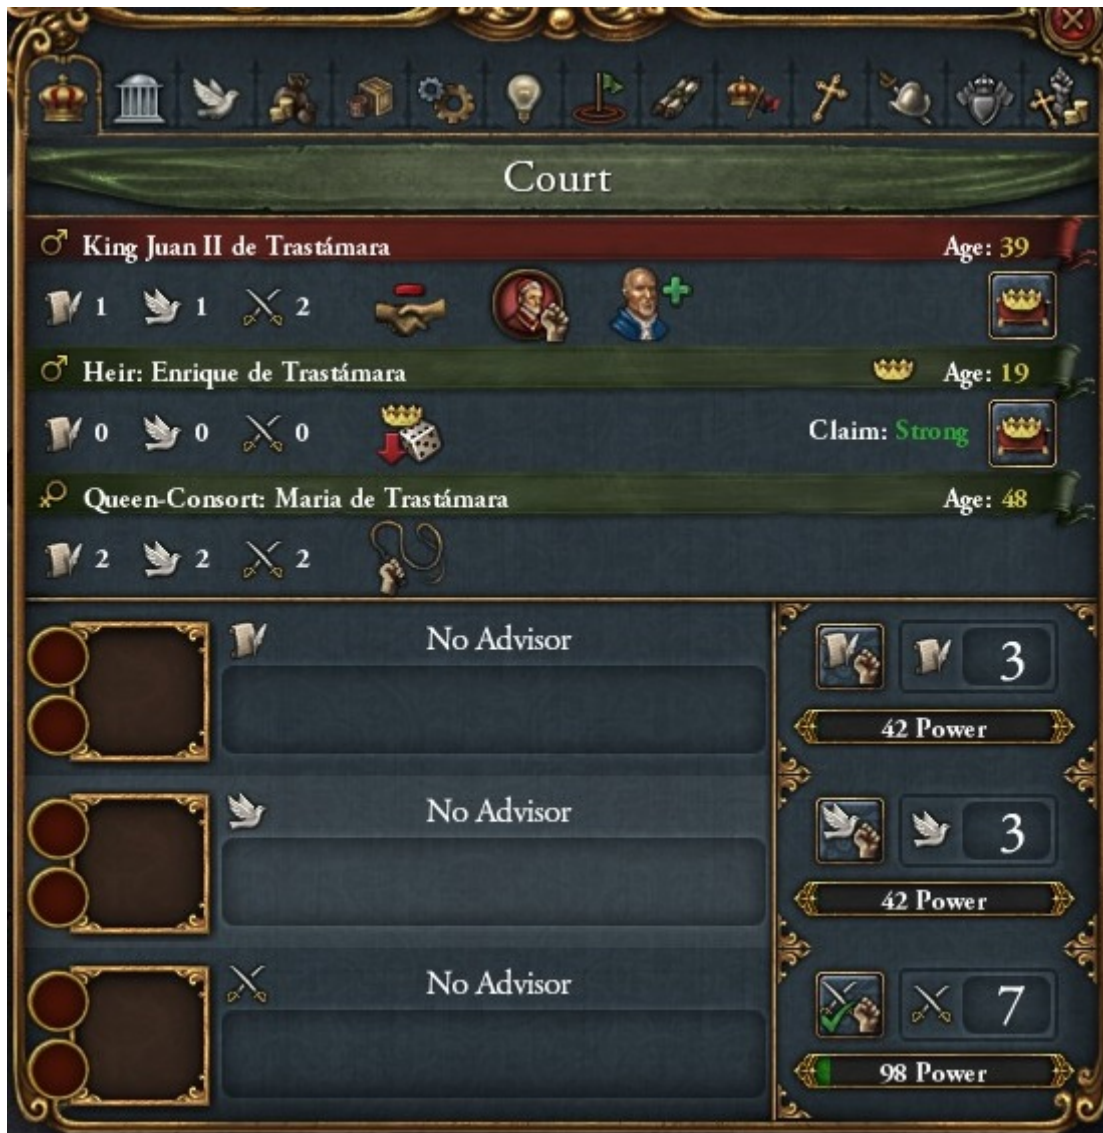 Court
King Juan II de Trastámara Age: 39
1 1 2
Heir: Enrique de Trastámara Age: 19
0 0 0 Claim: Strong
Queen-Consort: Maria de Trastámara Age: 48
2 2 2
No Advisor 3
42 Power
No Advisor 3
42 Power
No Advisor 7
98 Power